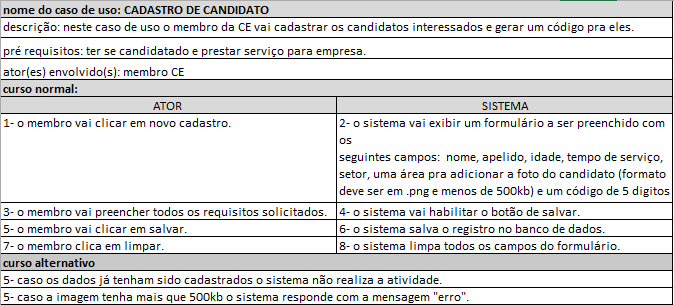 nome do caso de uso: CADASTRO DE CANDIDATO
descrição: neste caso de uso o membro da CE vai cadastrar os candidatos interessados e gerar um código pra eles.
pré requisitos: ter se candidatado e prestar serviço para empresa.
ator(es) envolvido(s): membro CE
curso normal:
ATOR
SISTEMA
1- o membro vai clicar em novo cadastro.
2- o sistema vai exibir um formulário a ser preenchido com
os
seguintes campos: nome, apelido, idade, tempo de serviço,
setor, uma área pra adicionar a foto do candidato (formato
deve ser em .png e menos de 500kb) e um código de 5 digitos
3- o membro vai preencher todos os requisitos solicitados.
4- o sistema vai habilitar o botão de salvar.
5- o membro vai clicar em salvar.
6- o sistema salva o registro no banco de dados.
7- o membro clica em limpar.
8- o sistema limpa todos os campos do formulário.
curso alternativo
5- caso os dados já tenham sido cadastrados o sistema não realiza a atividade.
5- caso a imagem tenha mais que 500kb o sistema responde com a mensagem "erro".